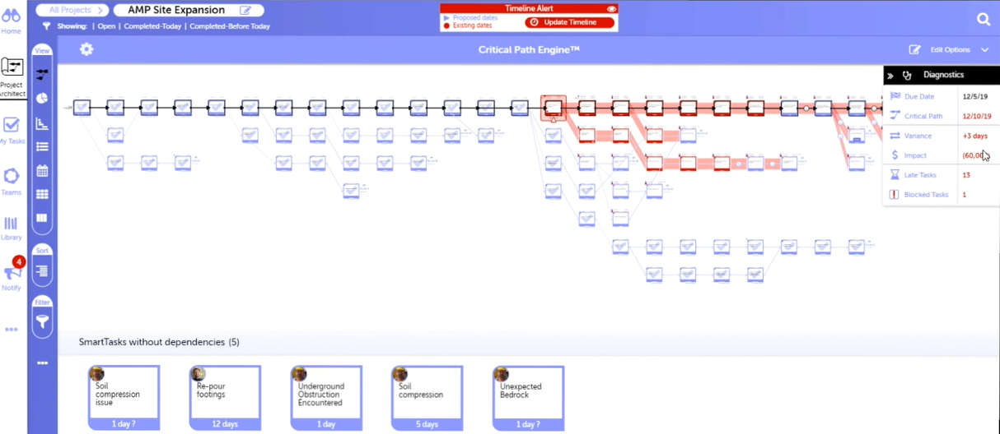 Home
Project
Architect
My Tasks
Teams
Library
4
Notify
All Projects
AMP Site Expansion
Showing: | Open | Completed-Today | Completed-Before Today
Timeline Alert
Proposed dates
Existing dates
Update Timeline
View
Sort
Filter
Critical Path Engine™
Edit Options
Diagnostics
Due Date 12/5/19
Critical Path 12/10/19
Variance +3 days
Impact (60,00
Late Tasks 13
Blocked Tasks 1
SmartTasks without dependencies (5)
Soil
compression
issue
1 day ?
Re-pour
footings
12 days
Underground
Obstruction
Encountered
1 day
Soil
compression
5 days
Unexpected
Bedrock
1 day ?